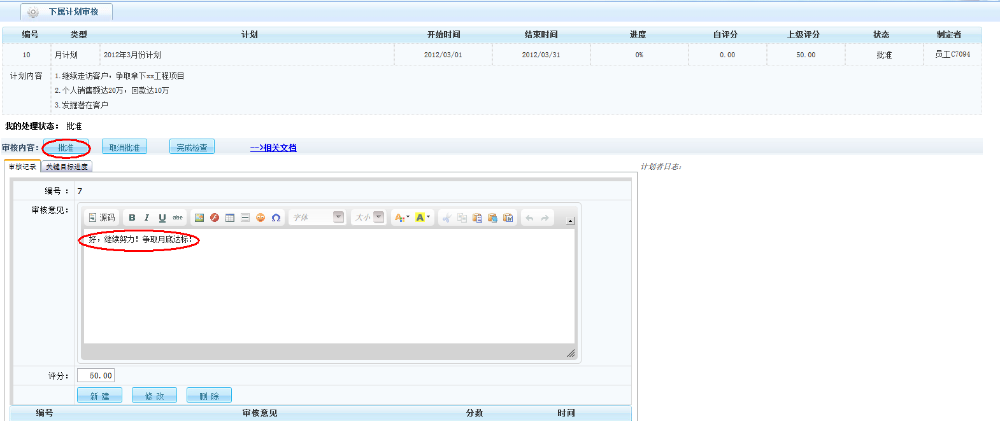 下属计划审核
编号 类型 计划 开始时间 结束时间 进度 自评分 上级评分 状态 制定者
10 月计划 2012年3月份计划 2012/03/01 2012/03/31 0% 0.00 50.00 批准 员工C7094
计划内容 1.继续走访客户，争取拿下xx工程项目
2.个人销售额达20万，回款达10万
3.发掘潜在客户
我的处理状态： 批准
审核内容： 批准 取消批准 完成检查 -->相关文档
审核记录 关键目标进度 计划者日志：
编号 ： 7
审核意见：
源码 B I U abc 字体 大小 A A
好，继续努力！争取月底达标！
评分： 50.00
新 建 修 改 删 除
编号 审核意见 分数 时间